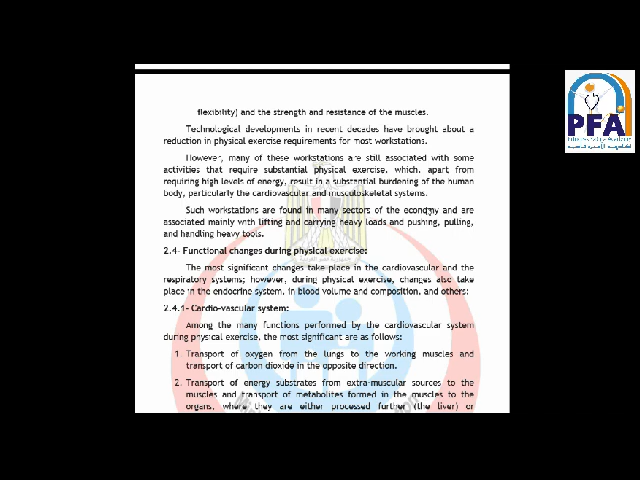 flexibility) and the strength and resistance of the muscles.
Technological developments in recent decades have brought about a
reduction in physical exercise requirements for most workstations.
However, many of these workstations are still associated with some
activities that require substantial physical exercise, which, apart from
requiring high levels of energy, result in a substantial burdening of the human
body, particularly the cardiovascular and musculoskeletal systems.
Such workstations are found in many sectors of the economy and are
associated mainly with lifting and carrying heavy loads and pushing, pulling,
and handling heavy tools.
2.4- Functional changes during physical exercise:
The most significant changes take place in the cardiovascular and the
respiratory systems; however, during physical exercise, changes also take
place in the endocrine system, in blood volume and composition, and others:
2.4.1- Cardio-vascular system:
Among the many functions performed by the cardiovascular system
during physical exercise, the most significant are as follows:
1. Transport of oxygen from the lungs to the working muscles and
transport of carbon dioxide in the opposite direction.
2. Transport of energy substrates from extra-muscular sources to the
muscles and transport of metabolites formed in the muscles to the
organs, where they are either processed further (the liver) or
PFA